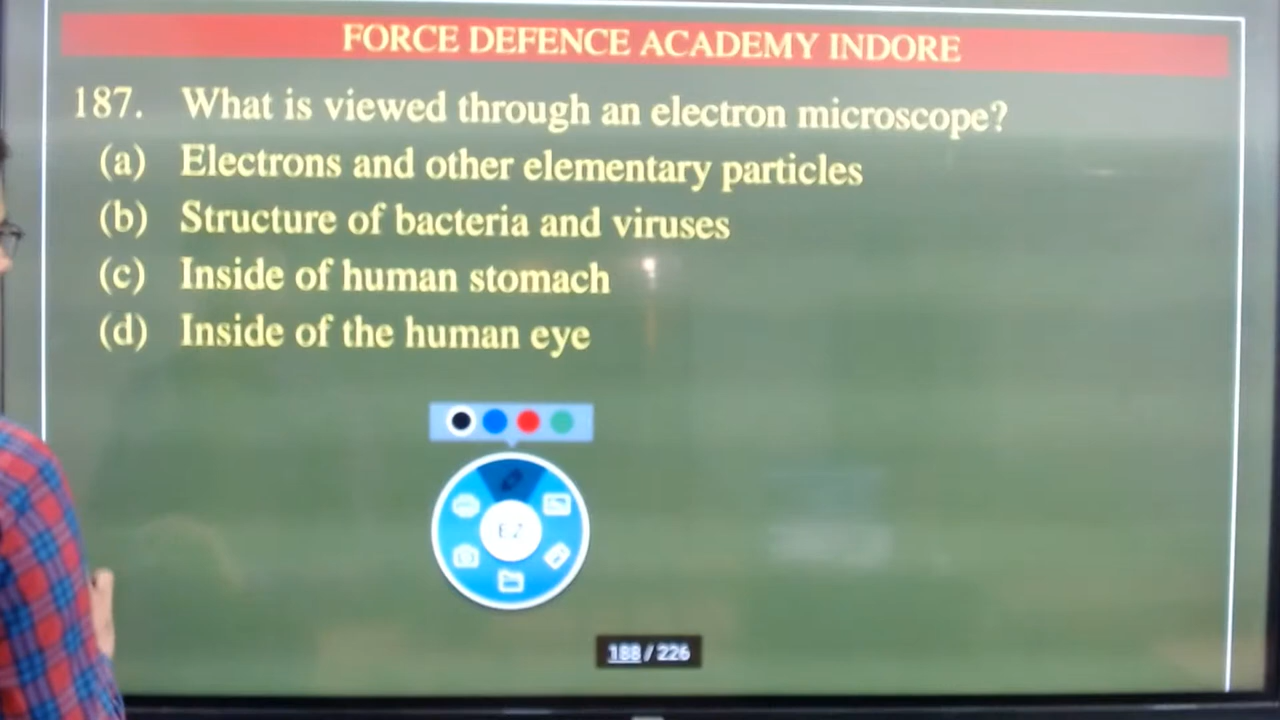 FORCE DEFENCE ACADEMY INDORE
187. What is viewed through an electron microscope?
(a) Electrons and other elementary particles
(b) Structure of bacteria and viruses
(c) Inside of human stomach
(d) Inside of the human eye
EZ
188 / 226